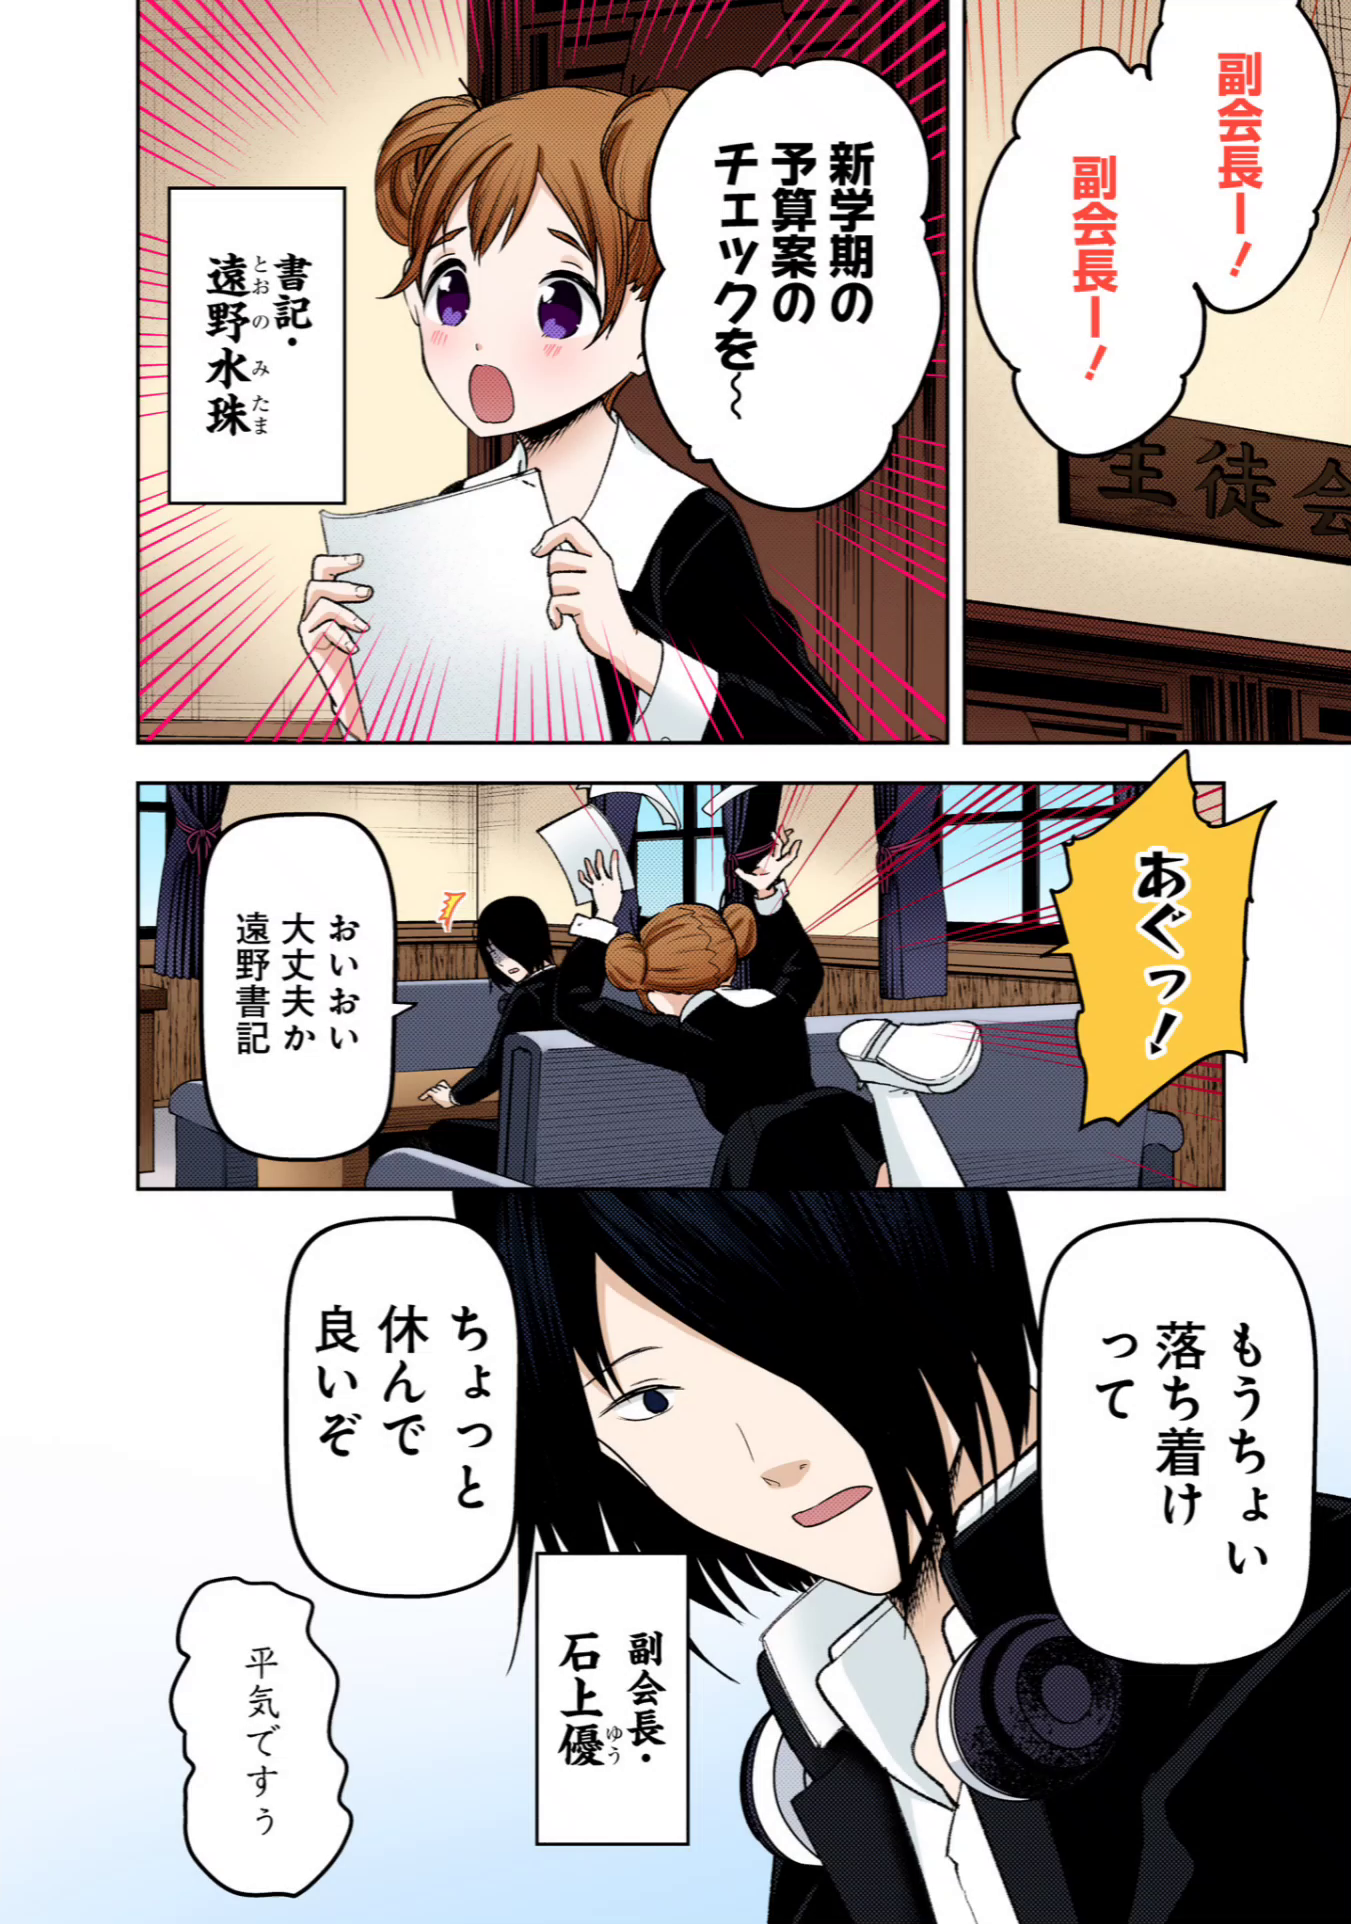 副会長ー！
副会長ー！
生徒会
新学期の
予算案の
チェックを～
書記・
遠野水珠
とおの みたま
あぐっ！
おいおい
大丈夫か
遠野書記
もうちょい
落ち着け
って
ちょっと
休んで
良いぞ
副会長・
石上優
ゆう
平気ですぅ